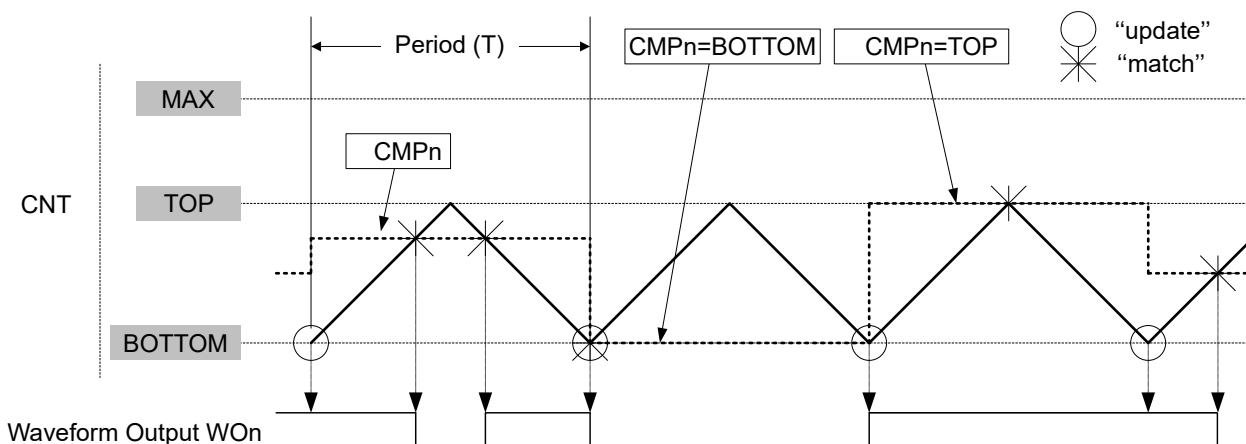 Period (T)
CMPn=BOTTOM
CMPn=TOP
“update”
“match”
MAX
CMPn
CNT
TOP
BOTTOM
Waveform Output WOn